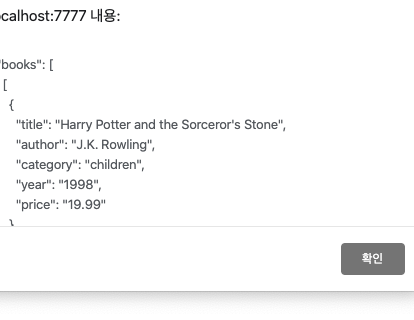 ocalhost:7777 내용:
"books": [
[
{
"title": "Harry Potter and the Sorceror's Stone",
"author": "J.K. Rowling",
"category": "children",
"year": "1998",
"price": "19.99"
}
확인